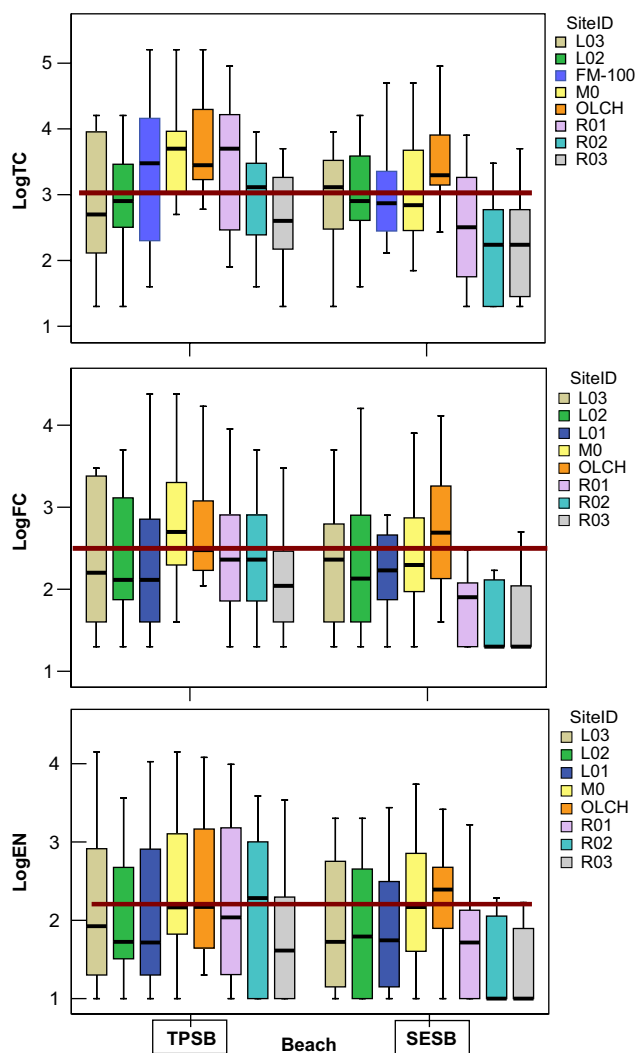 SiteID
L03
L02
FM-100
M0
OLCH
R01
R02
R03
LogTC
5
4
3
2
1
SiteID
L03
L02
L01
M0
OLCH
R01
R02
R03
LogFC
4
3
2
1
SiteID
L03
L02
L01
M0
OLCH
R01
R02
R03
LogEN
4
3
2
1
TPSB
Beach
SESB